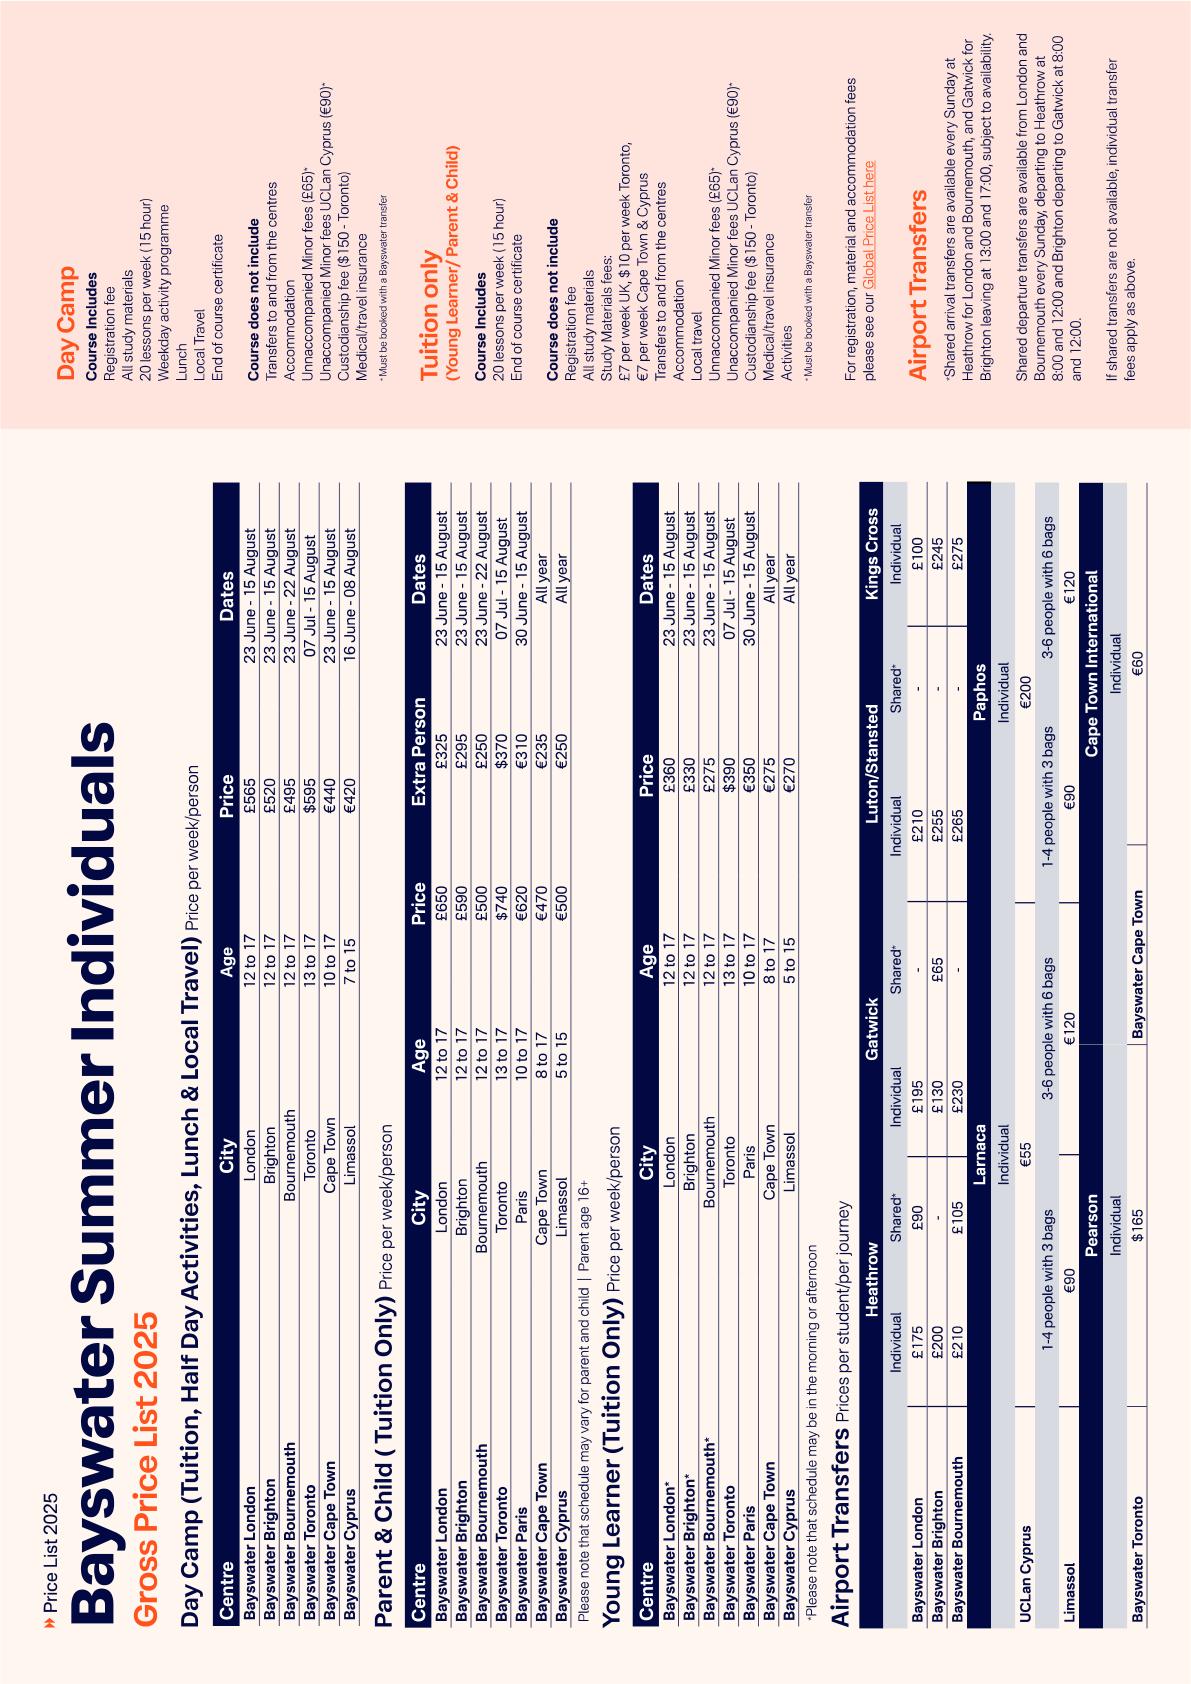 Price List 2025
Bayswater Summer Individuals
Gross Price List 2025
Day Camp (Tuition, Half Day Activities, Lunch & Local Travel) Price per week/person
Centre City Age Price Dates
Bayswater London London 12 to 17 £565 23 June - 15 August
Bayswater Brighton Brighton 12 to 17 £520 23 June - 15 August
Bayswater Bournemouth Bournemouth 12 to 17 £495 23 June - 22 August
Bayswater Toronto Toronto 13 to 17 $595 07 Jul - 15 August
Bayswater Cape Town Cape Town 10 to 17 €440 23 June - 15 August
Bayswater Cyprus Limassol 7 to 15 €420 16 June - 08 August
Parent & Child ( Tuition Only) Price per week/person
Centre City Age Price Extra Person Dates
Bayswater London London 12 to 17 £650 £325 23 June - 15 August
Bayswater Brighton Brighton 12 to 17 £590 £295 23 June - 15 August
Bayswater Bournemouth Bournemouth 12 to 17 £500 £250 23 June - 22 August
Bayswater Toronto Toronto 13 to 17 $740 $370 07 Jul - 15 August
Bayswater Paris Paris 10 to 17 €620 €310 30 June - 15 August
Bayswater Cape Town Cape Town 8 to 17 €470 €235 All year
Bayswater Cyprus Limassol 5 to 15 €500 €250 All year
Please note that schedule may vary for parent and child | Parent age 16+
Young Learner (Tuition Only) Price per week/person
Centre City Age Price Dates
Bayswater London* London 12 to 17 £360 23 June - 15 August
Bayswater Brighton* Brighton 12 to 17 £330 23 June - 15 August
Bayswater Bournemouth* Bournemouth 12 to 17 £275 23 June - 15 August
Bayswater Toronto Toronto 13 to 17 $390 07 Jul - 15 August
Bayswater Paris Paris 10 to 17 €350 30 June - 15 August
Bayswater Cape Town Cape Town 8 to 17 €275 All year
Bayswater Cyprus Limassol 5 to 15 €270 All year
*Please note that schedule may be in the morning or afternoon
Airport Transfers Prices per student/per journey
Heathrow Gatwick Luton/Stansted Kings Cross
Individual Shared* Individual Shared* Individual Shared* Individual
Bayswater London £175 £90 £195 - £210 - £100
Bayswater Brighton £200 - £130 £65 £255 - £245
Bayswater Bournemouth £210 £105 £230 - £265 - £275
Larnaca Paphos
Individual Individual
UCLan Cyprus €55 €200
1-4 people with 3 bags 3-6 people with 6 bags 1-4 people with 3 bags 3-6 people with 6 bags
Limassol €90 €120 €90 €120
Pearson Cape Town International
Individual Individual
Bayswater Toronto $165 Bayswater Cape Town €60
Day Camp
Course Includes
Registration fee
All study materials
20 lessons per week (15 hour)
Weekday activity programme
Lunch
Local Travel
End of course certificate
Course does not include
Transfers to and from the centres
Accommodation
Unnaccompanied Minor fees (£65)*
Unaccompanied Minor fees UCLan Cyprus (€90)*
Custodianship fee ($150 - Toronto)
Medical/travel insurance
*Must be booked with a Bayswater transfer
Tuition only
(Young Learner/ Parent & Child)
Course Includes
20 lessons per week (15 hour)
End of course certificate
Course does not include
Registration fee
All study materials
Study Materials fees:
£7 per week UK, $10 per week Toronto,
€7 per week Cape Town & Cyprus
Transfers to and from the centres
Accommodation
Local travel
Unnaccompanied Minor fees (£65)*
Unaccompanied Minor fees UCLan Cyprus (€90)*
Custodianship fee ($150 - Toronto)
Medical/travel insurance
Activities
*Must be booked with a Bayswater transfer
For registration, material and accommodation fees
please see our Global Price List here
Airport Transfers
*Shared arrival transfers are available every Sunday at
Heathrow for London and Bournemouth, and Gatwick for
Brighton leaving at 13:00 and 17:00, subject to availability.
Shared departure transfers are available from London and
Bournemouth every Sunday, departing to Heathrow at
8:00 and 12:00 and Brighton departing to Gatwick at 8:00
and 12:00.
If shared transfers are not available, individual transfer
fees apply as above.